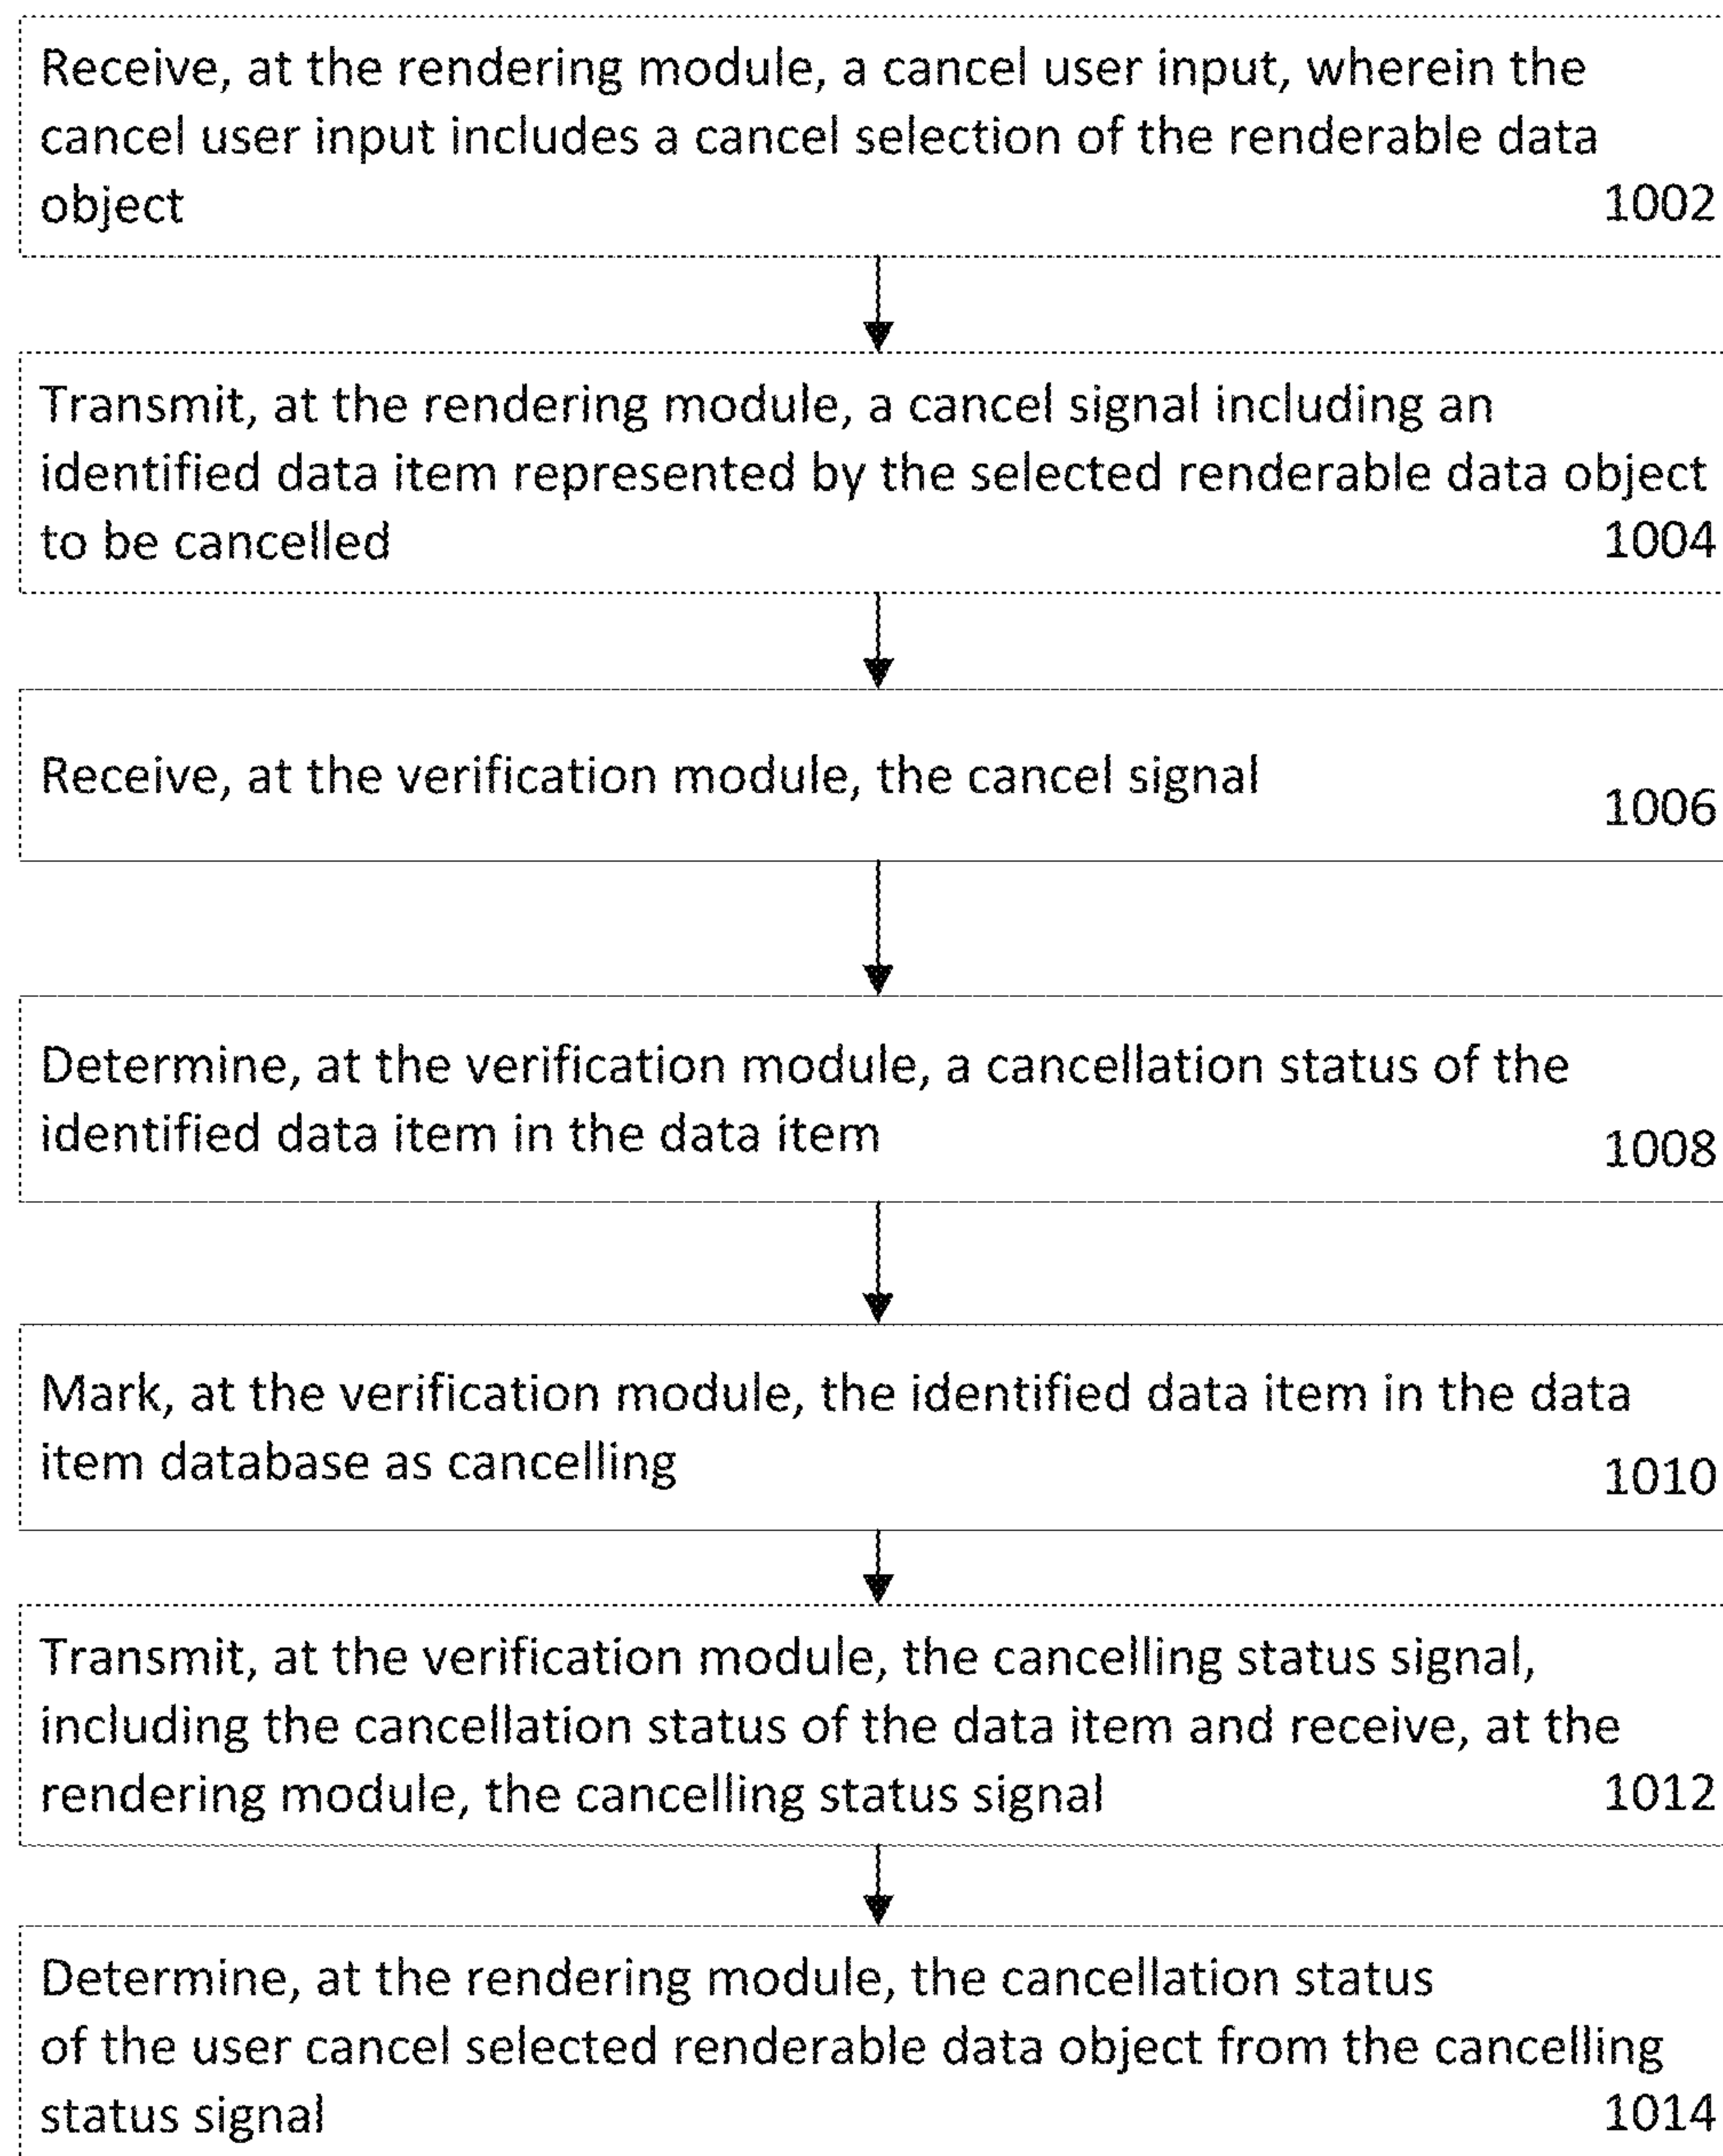 Receive, at the rendering module, a cancel user input, wherein the
cancel user input includes a cancel selection of the renderable data
object 1002
Transmit, at the rendering module, a cancel signal including an
identified data item represented by the selected renderable data object
to be cancelled 1004
Receive, at the verification module, the cancel signal
1006
Determine, at the verification module, a cancellation status of the
identified data item in the data item
1008
Mark, at the verification module, the identified data item in the data
item database as cancelling
1010
Transmit, at the verification module, the cancelling status signal,
including the cancellation status of the data item and receive, at the
rendering module, the cancelling status signal 1012
Determine, at the rendering module, the cancellation status
of the user cancel selected renderable data object from the cancelling
status signal 1014